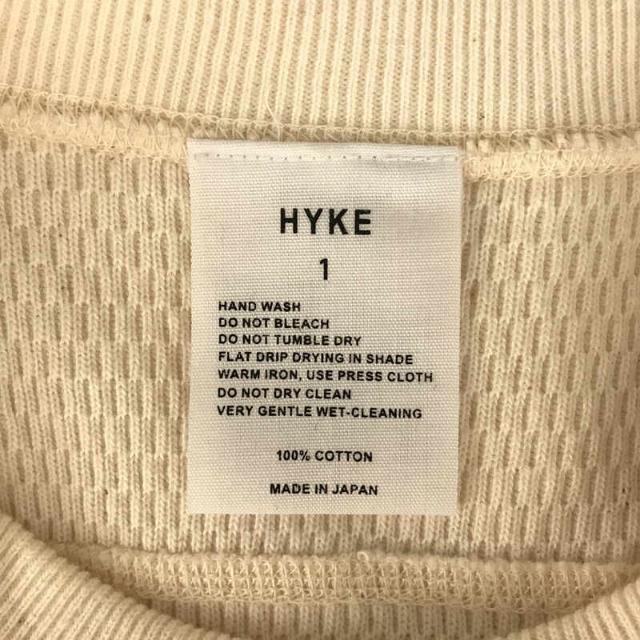 HYKE
1
HAND WASH
DO NOT BLEACH
DO NOT TUMBLE DRY
FLAT DRIP DRYING IN SHADE
WARM IRON, USE PRESS CLOTH
DO NOT DRY CLEAN
VERY GENTLE WET-CLEANING
100% COTTON
MADE IN JAPAN